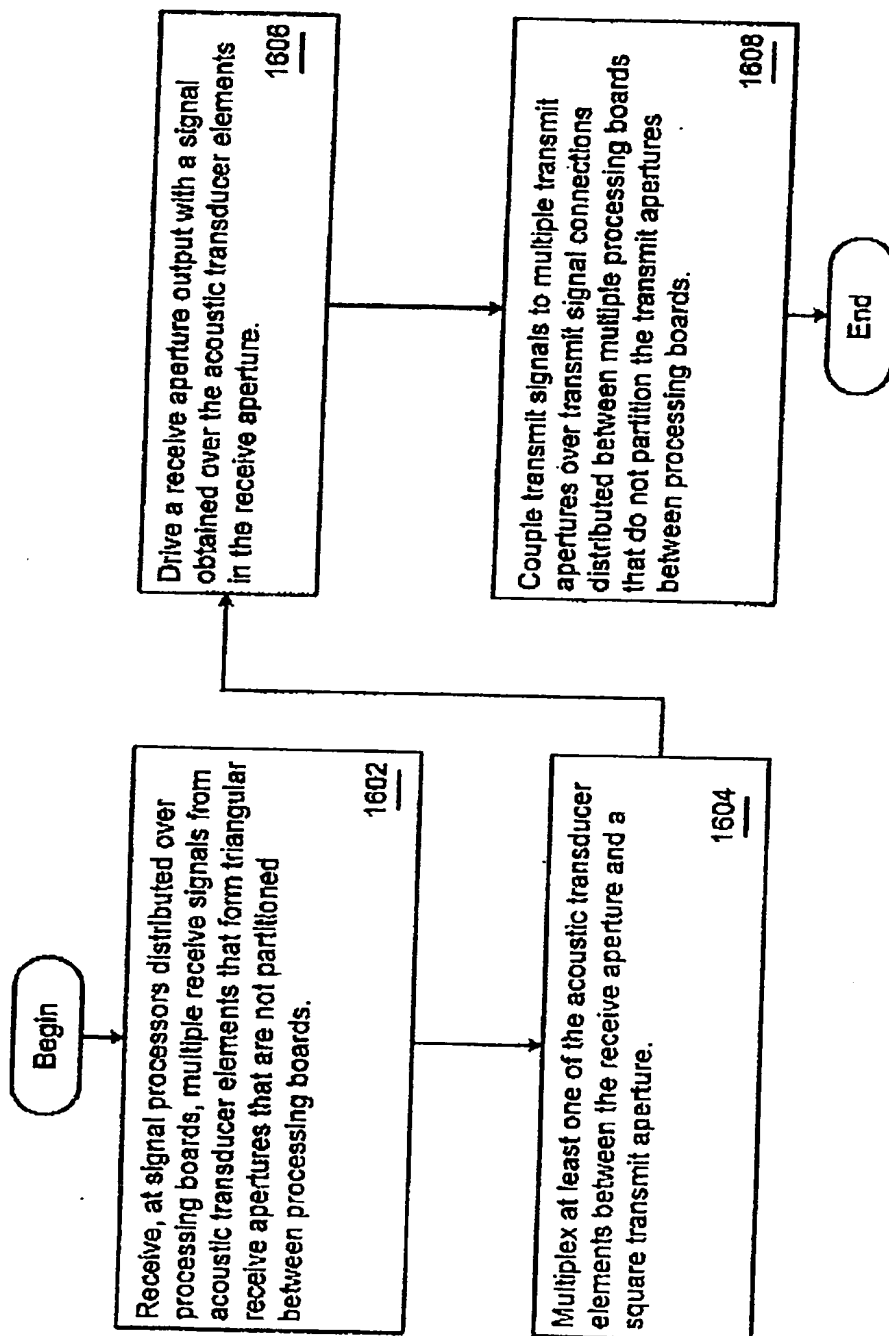 Begin
Receive, at signal processors distributed over
processing boards, multiple receive signals from
acoustic transducer elements that form triangular
receive apertures that are not partitioned
between processing boards.
1602
Multiplex at least one of the acoustic transducer
elements between the receive aperture and a
square transmit aperture.
1604
Drive a receive aperture output with a signal
obtained over the acoustic transducer elements
in the receive aperture.
1606
Couple transmit signals to multiple transmit
apertures over transmit signal connections
distributed between multiple processing boards
that do not partition the transmit apertures
between processing boards.
1608
End